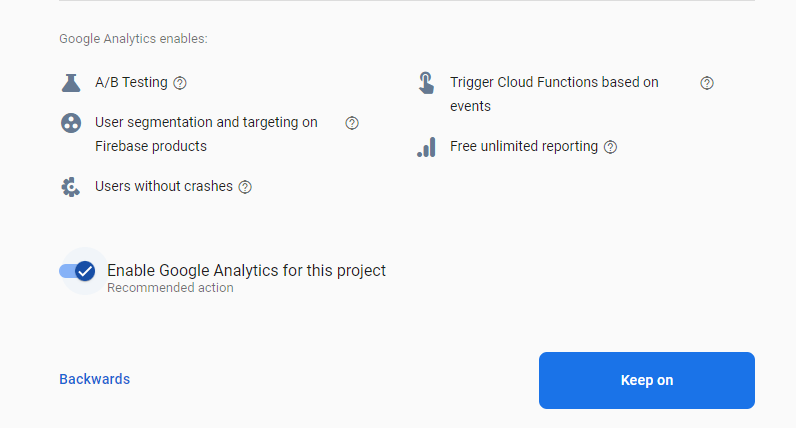 Google Analytics enables:
A/B Testing
User segmentation and targeting on
Firebase products
Users without crashes
Trigger Cloud Functions based on
events
Free unlimited reporting
Enable Google Analytics for this project
Recommended action
Backwards
Keep on